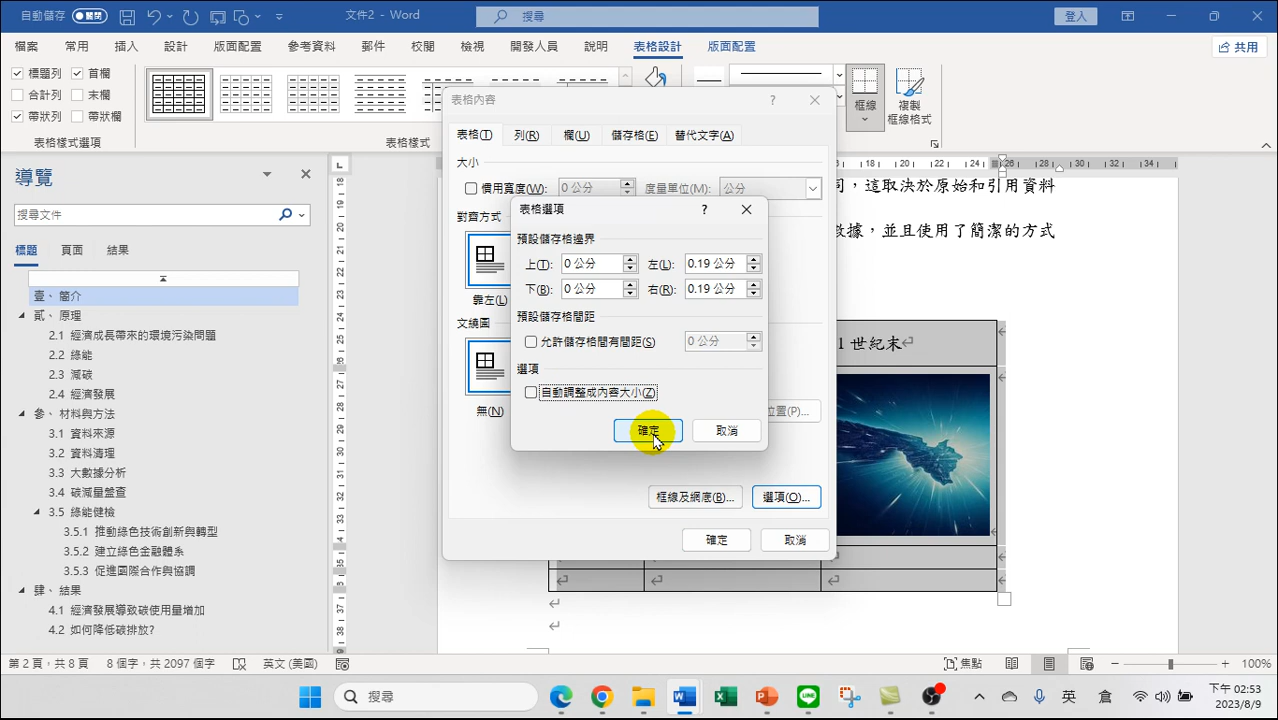 自動儲存 關閉 文件2 - Word 搜尋 登入
檔案 常用 插入 設計 版面配置 參考資料 郵件 校閱 檢視 開發人員 說明 表格設計 版面配置 共用
標題列 首欄
合計列 末欄
帶狀列 帶狀欄
表格樣式選項
表格樣式
框線
複製
框線格式
導覽
搜尋文件
標題 頁面 結果
壹、簡介
貳、原理
2.1 經濟成長帶來的環境污染問題
2.2 綠能
2.3 減碳
2.4 經濟發展
參、材料與方法
3.1 資料來源
3.2 資料清理
3.3 大數據分析
3.4 碳減量盤查
3.5 綠能健檢
3.5.1 推動綠色技術創新與轉型
3.5.2 建立綠色金融體系
3.5.3 促進國際合作與協調
肆、結果
4.1 經濟發展導致碳使用量增加
4.2 如何降低碳排放?
表格內容
表格(T) 列(R) 欄(U) 儲存格(E) 替代文字(A)
大小
慣用寬度(W): 0 公分 度量單位(M): 公分
對齊方式
靠左(L)
文繞圖
無(N)
位置(P)...
框線及網底(B)... 選項(O)...
確定 取消
表格選項
預設儲存格邊界
上(T): 0 公分 左(L): 0.19 公分
下(B): 0 公分 右(R): 0.19 公分
預設儲存格間距
允許儲存格間有間距(S) 0 公分
選項
自動調整成內容大小(Z)
確定 取消
18 20 22 24 26 28 30 32 34
同，這取決於原始和引用資料
數據，並且使用了簡潔的方式
1 世紀末
第 2 頁，共 8 頁 8 個字，共 2097 個字 英文 (美國) 焦點 100%
搜尋 英 倉 下午 02:53
2023/8/9